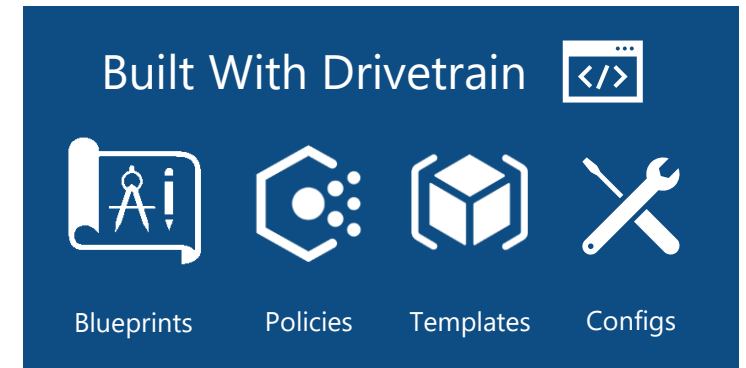 Built With Drivetrain </>
Blueprints Policies Templates Configs